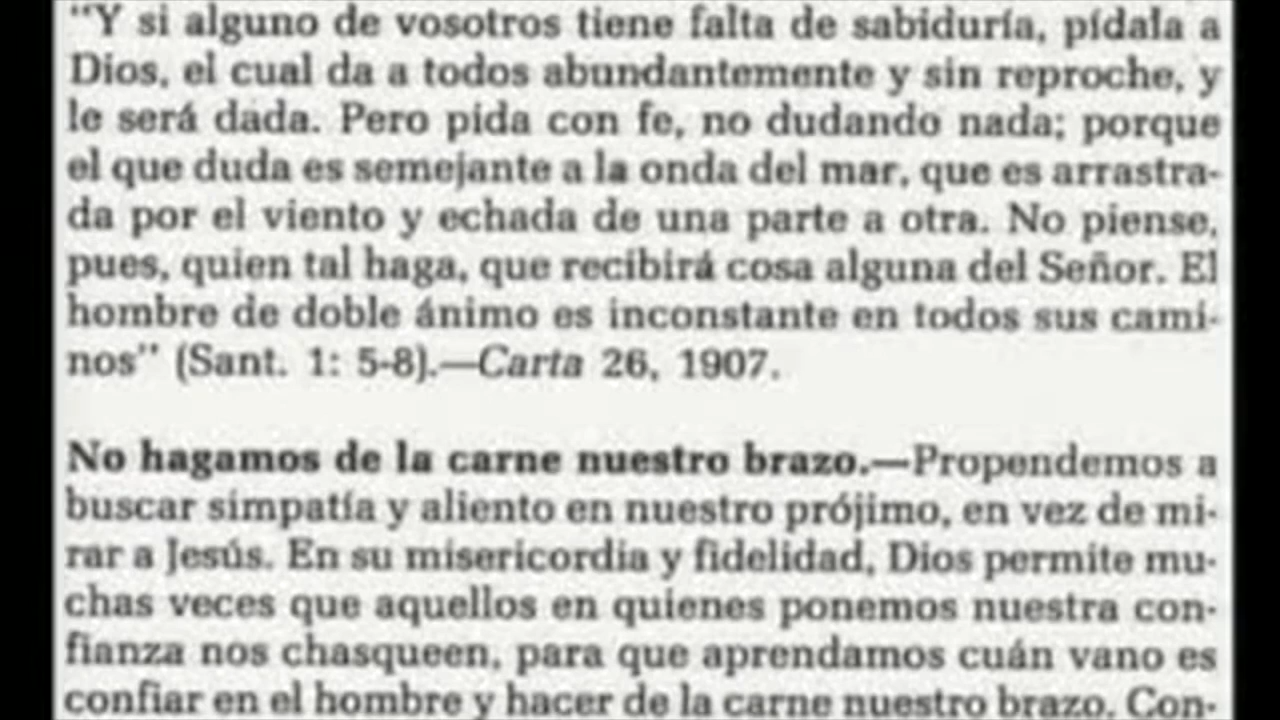 "Y si alguno de vosotros tiene falta de sabiduría, pídala a
Dios, el cual da a todos abundantemente y sin reproche, y
le será dada. Pero pida con fe, no dudando nada; porque
el que duda es semejante a la onda del mar, que es arrastra-
da por el viento y echada de una parte a otra. No piense,
pues, quien tal haga, que recibirá cosa alguna del Señor. El
hombre de doble ánimo es inconstante en todos sus cami-
nos" (Sant. 1: 5-8).—Carta 26, 1907.
No hagamos de la carne nuestro brazo.—Propendemos a
buscar simpatía y aliento en nuestro prójimo, en vez de mi-
rar a Jesús. En su misericordia y fidelidad, Dios permite mu-
chas veces que aquellos en quienes ponemos nuestra con-
fianza nos chasqueen, para que aprendamos cuán vano es
confiar en el hombre y hacer de la carne nuestro brazo. Con-